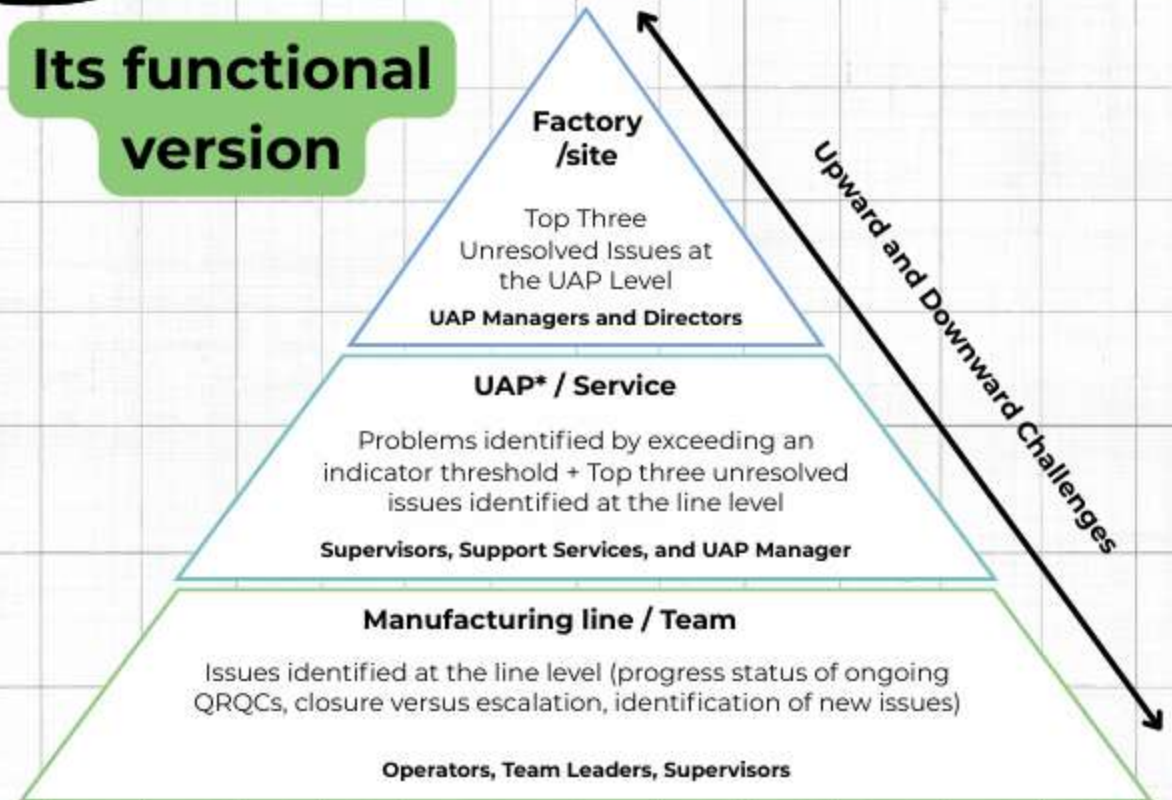 Its functional
version
Factory
/site
Top Three
Unresolved Issues at
the UAP Level
UAP Managers and Directors
UAP* / Service
Problems identified by exceeding an
indicator threshold + Top three unresolved
issues identified at the line level
Supervisors, Support Services, and UAP Manager
Manufacturing line / Team
Issues identified at the line level (progress status of ongoing
QRQCs, closure versus escalation, identification of new issues)
Operators, Team Leaders, Supervisors
Upward and Downward Challenges